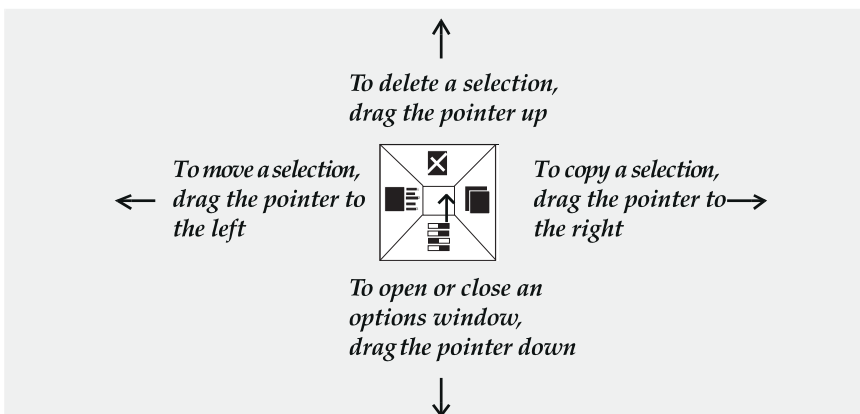 To delete a selection,
drag the pointer up
To move a selection,
drag the pointer to
the left
To copy a selection,
drag the pointer to
the right
To open or close an
options window,
drag the pointer down